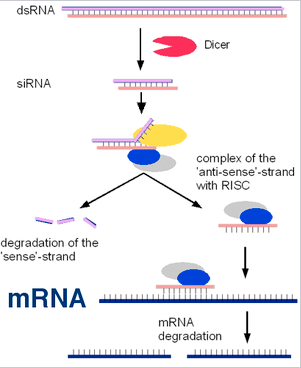 dsRNA
Dicer
siRNA
complex of the
'anti-sense'-strand
with RISC
degradation of the
'sense'-strand
mRNA
mRNA
degradation